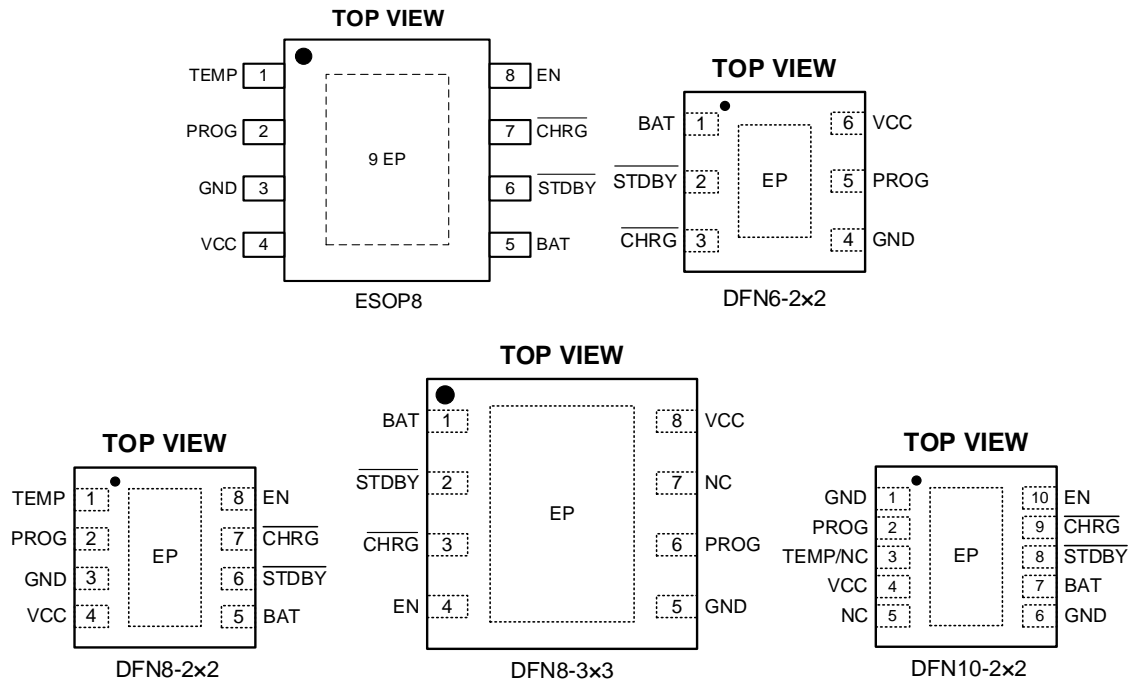 TOP VIEW
TEMP 1 8 EN
PROG 2 7 CHRG
9 EP
GND 3 6 STDBY
VCC 4 5 BAT
ESOP8
TOP VIEW
BAT 1 6 VCC
STDBY 2 EP 5 PROG
CHRG 3 4 GND
DFN6-2×2
TOP VIEW
TEMP 1 8 EN
PROG 2 7 CHRG
EP
GND 3 6 STDBY
VCC 4 5 BAT
DFN8-2×2
TOP VIEW
BAT 1 8 VCC
STDBY 2 7 NC
EP
CHRG 3 6 PROG
EN 4 5 GND
DFN8-3×3
TOP VIEW
GND 1 10 EN
PROG 2 9 CHRG
TEMP/NC 3 EP 8 STDBY
VCC 4 7 BAT
NC 5 6 GND
DFN10-2×2